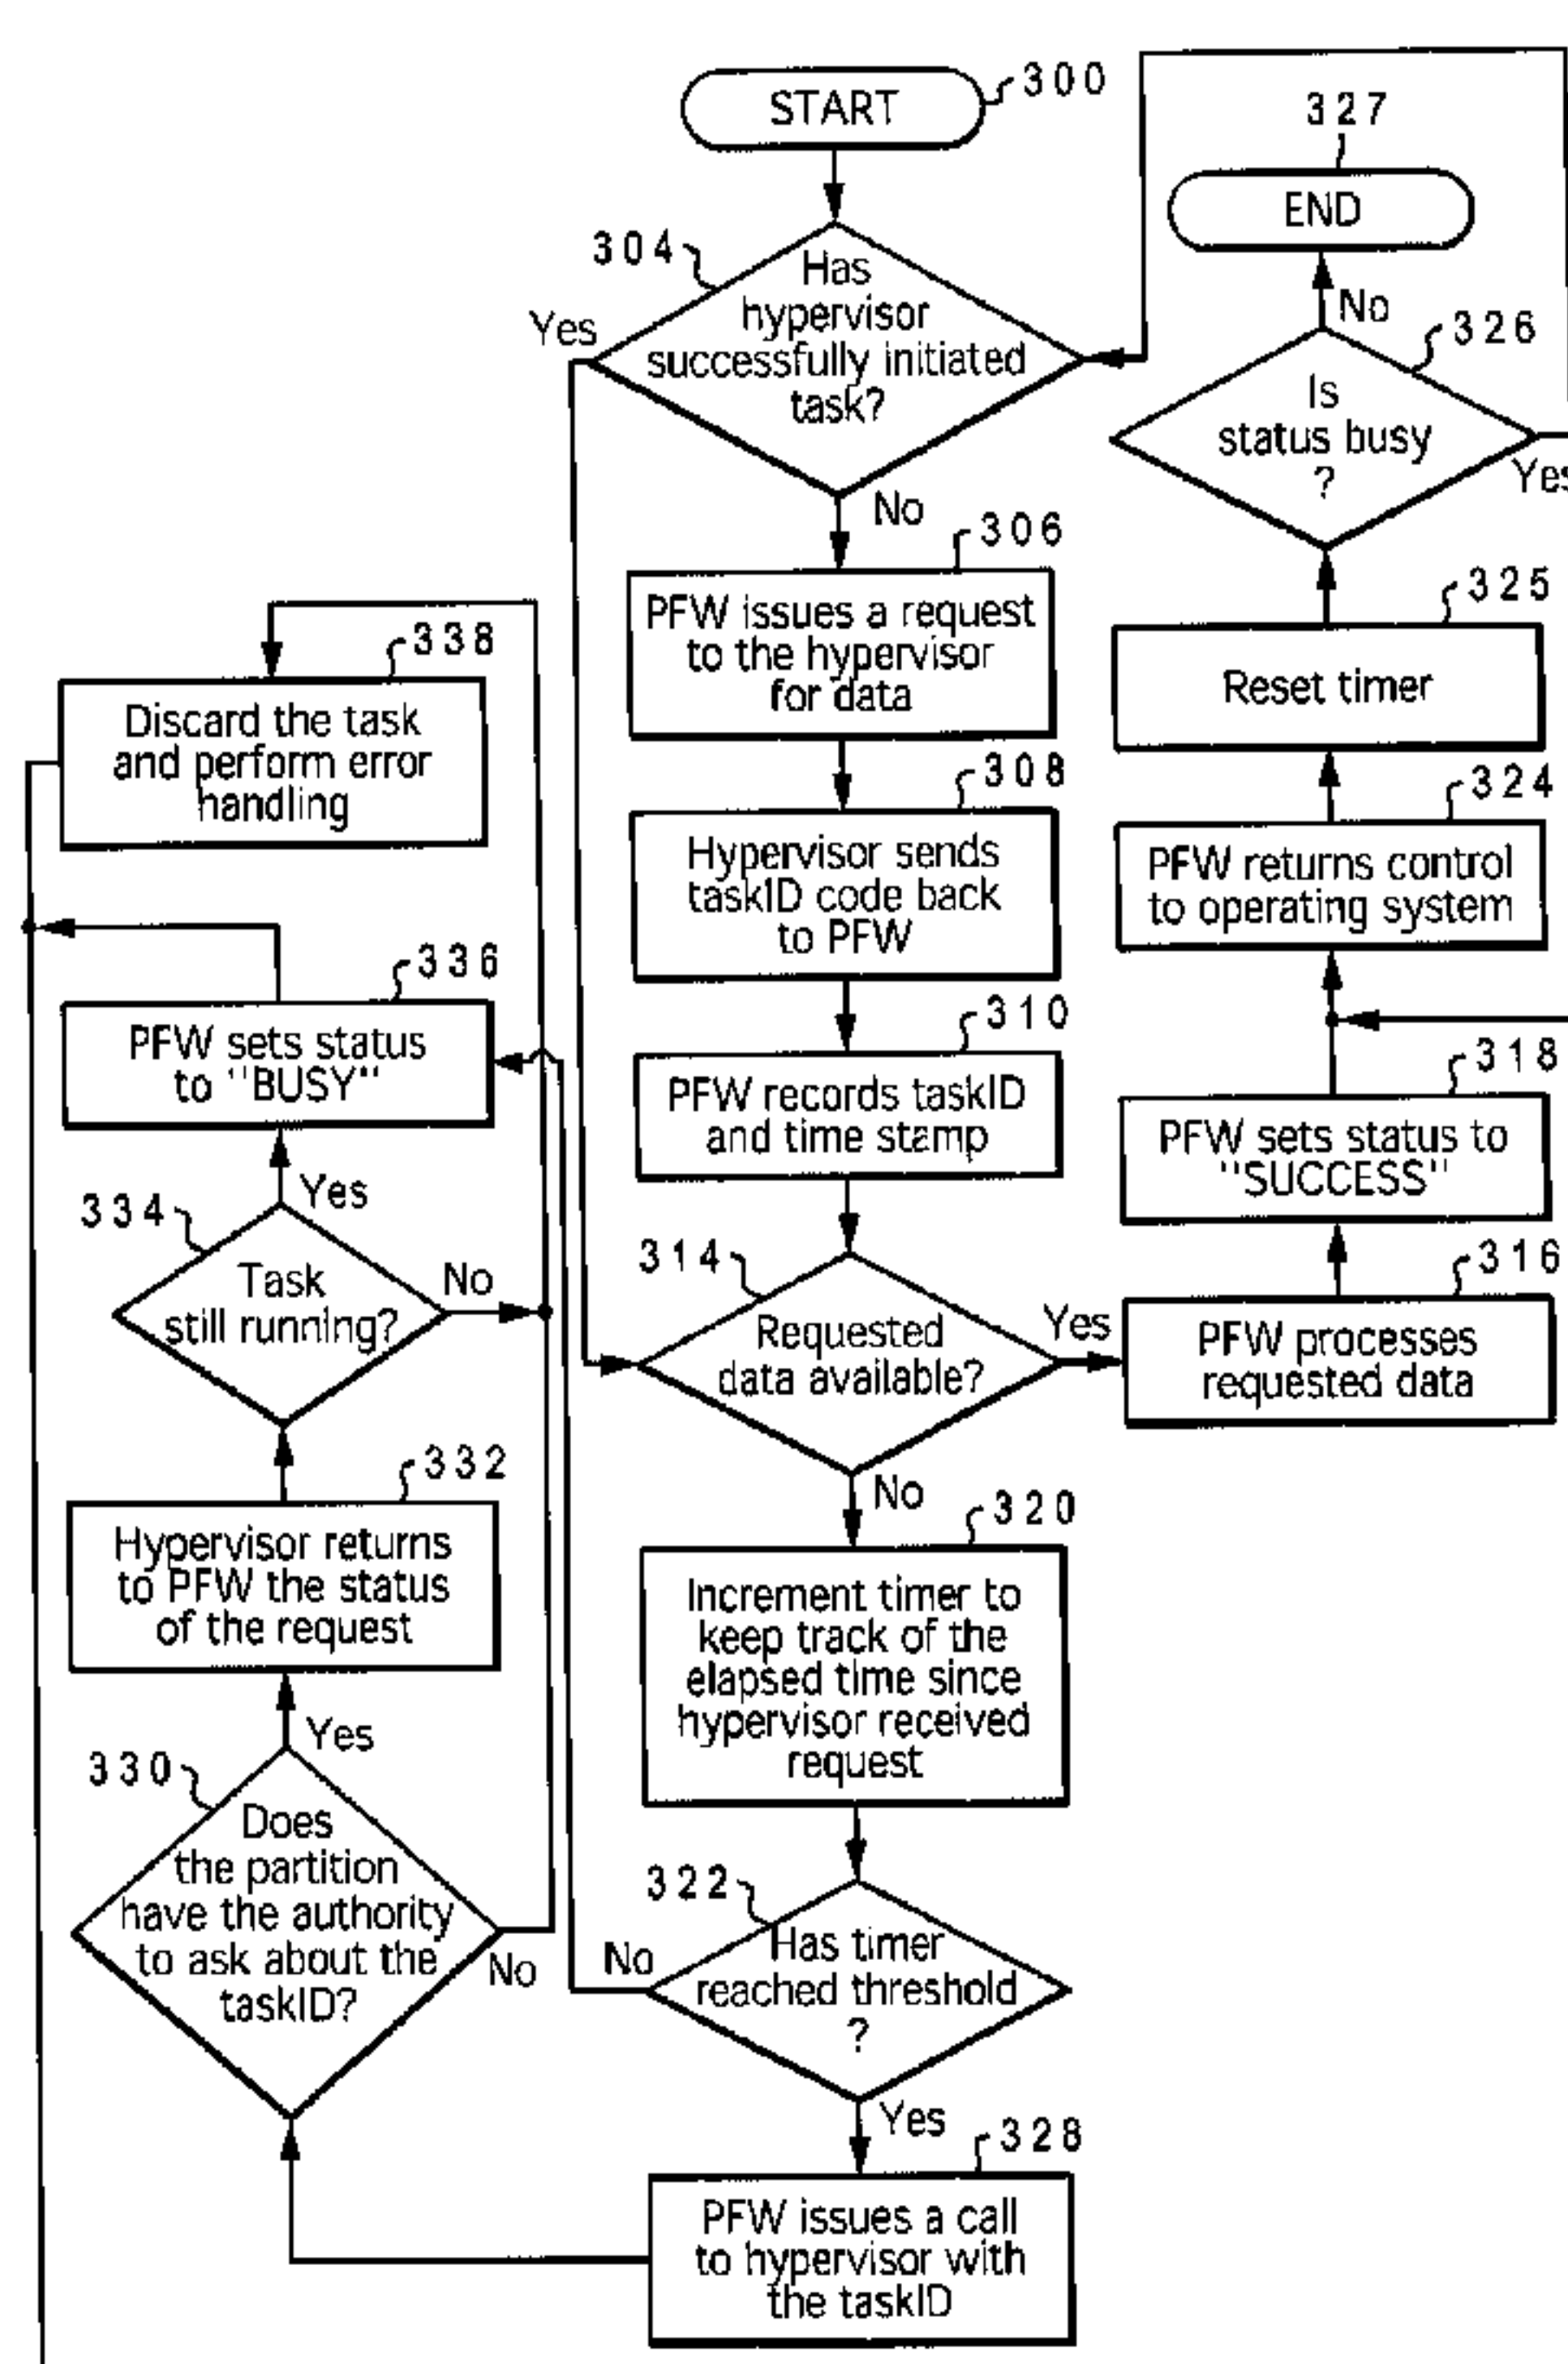 START
300
304
Has
hypervisor
successfully initiated
task?
Yes
No
306
PFW issues a request
to the hypervisor
for data
308
Hypervisor sends
taskID code back
to PFW
310
PFW records taskID
and time stamp
314
Requested
data available?
Yes
No
316
PFW processes
requested data
318
PFW sets status to
"SUCCESS"
324
PFW returns control
to operating system
325
Reset timer
326
Is
status busy
?
Yes
No
327
END
320
Increment timer to
keep track of the
elapsed time since
hypervisor received
request
322
Has timer
reached threshold
?
No
Yes
328
PFW issues a call
to hypervisor with
the taskID
330
Does
the partition
have the authority
to ask about the
taskID?
No
Yes
332
Hypervisor returns
to PFW the status
of the request
334
Task
still running?
No
Yes
336
PFW sets status
to "BUSY"
338
Discard the task
and perform error
handling